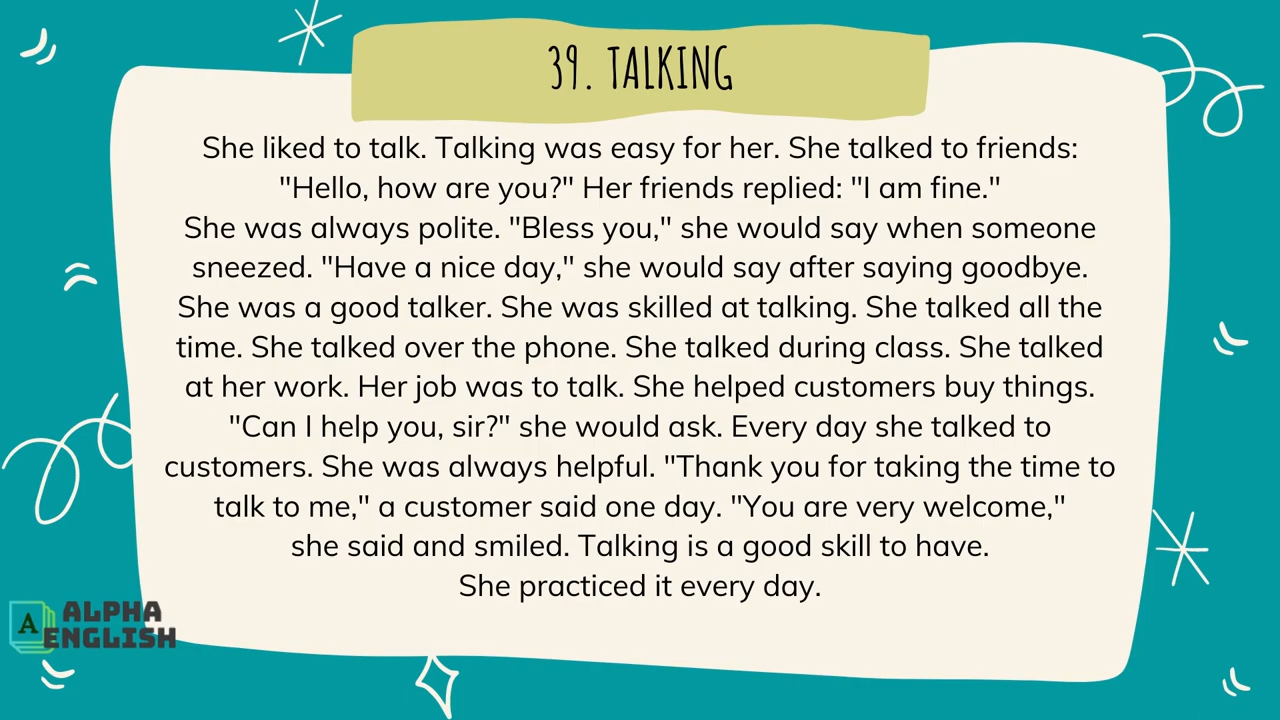 39. TALKING
She liked to talk. Talking was easy for her. She talked to friends:
"Hello, how are you?" Her friends replied: "I am fine."
She was always polite. "Bless you," she would say when someone
sneezed. "Have a nice day," she would say after saying goodbye.
She was a good talker. She was skilled at talking. She talked all the
time. She talked over the phone. She talked during class. She talked
at her work. Her job was to talk. She helped customers buy things.
"Can I help you, sir?" she would ask. Every day she talked to
customers. She was always helpful. "Thank you for taking the time to
talk to me," a customer said one day. "You are very welcome,"
she said and smiled. Talking is a good skill to have.
She practiced it every day.
A
ALPHA
ENGLISH